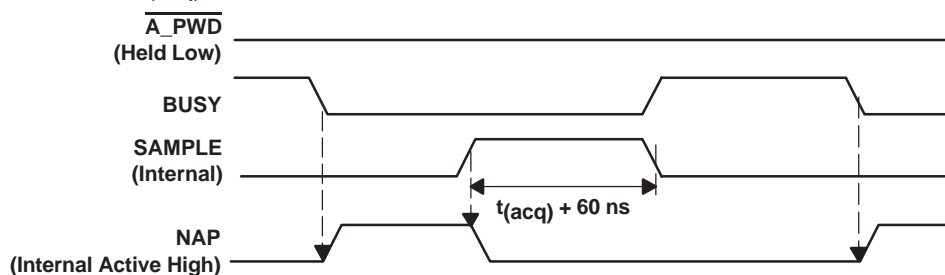 A_PWD
(Held Low)
BUSY
SAMPLE
(Internal)
t(acq) + 60 ns
NAP
(Internal Active High)